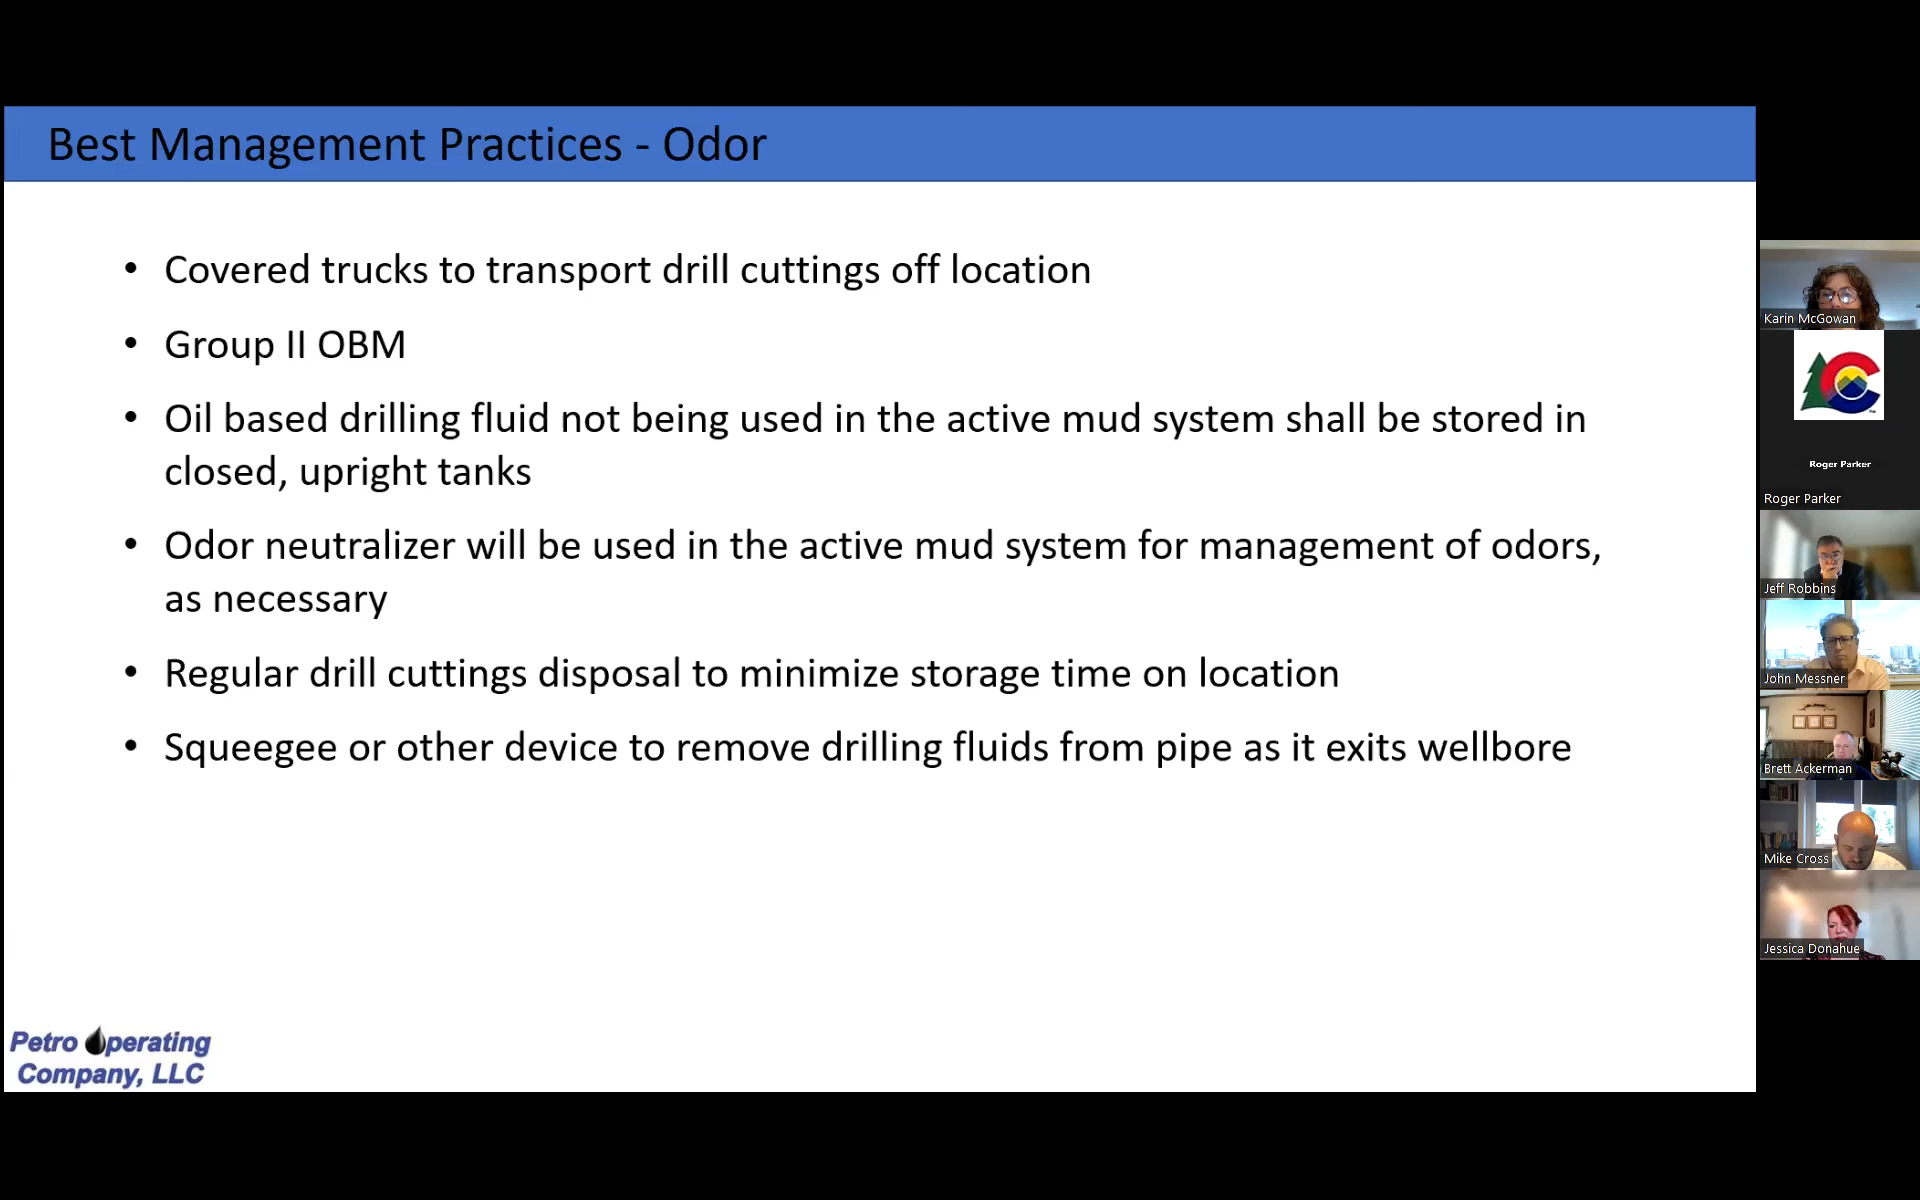 Best Management Practices - Odor
• Covered trucks to transport drill cuttings off location
• Group II OBM
• Oil based drilling fluid not being used in the active mud system shall be stored in
closed, upright tanks
• Odor neutralizer will be used in the active mud system for management of odors,
as necessary
• Regular drill cuttings disposal to minimize storage time on location
• Squeegee or other device to remove drilling fluids from pipe as it exits wellbore
Petro Operating
Company, LLC
Karin McGowan
Roger Parker
Roger Parker
Jeff Robbins
John Messner
Brett Ackerman
Mike Cross
Jessica Donahue